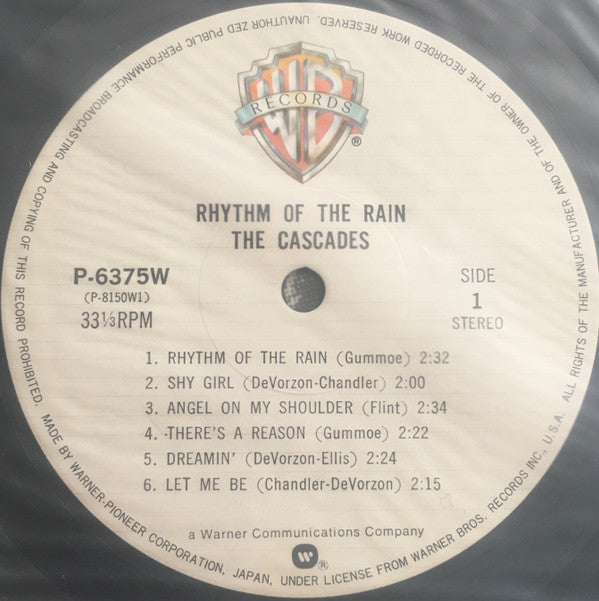 ALL RIGHTS OF THE MANUFACTURER AND OF THE OWNER OF THE RECORDED WORK RESERVED. UNAUTHORIZED PUBLIC PERFORMANCE BROADCASTING AND COPYING OF THIS RECORD PROHIBITED. MADE BY WARNER-PIONEER CORPORATION, JAPAN, UNDER LICENSE FROM WARNER BROS. RECORDS INC., U.S.A.
WB
RECORDS
®
RHYTHM OF THE RAIN
THE CASCADES
P-6375W
(P-8150W1)
33⅓RPM
SIDE
1
STEREO
1. RHYTHM OF THE RAIN (Gummoe) 2:32
2. SHY GIRL (DeVorzon-Chandler) 2:00
3. ANGEL ON MY SHOULDER (Flint) 2:34
4. THERE'S A REASON (Gummoe) 2:22
5. DREAMIN' (DeVorzon-Ellis) 2:24
6. LET ME BE (Chandler-DeVorzon) 2:15
a Warner Communications Company
®